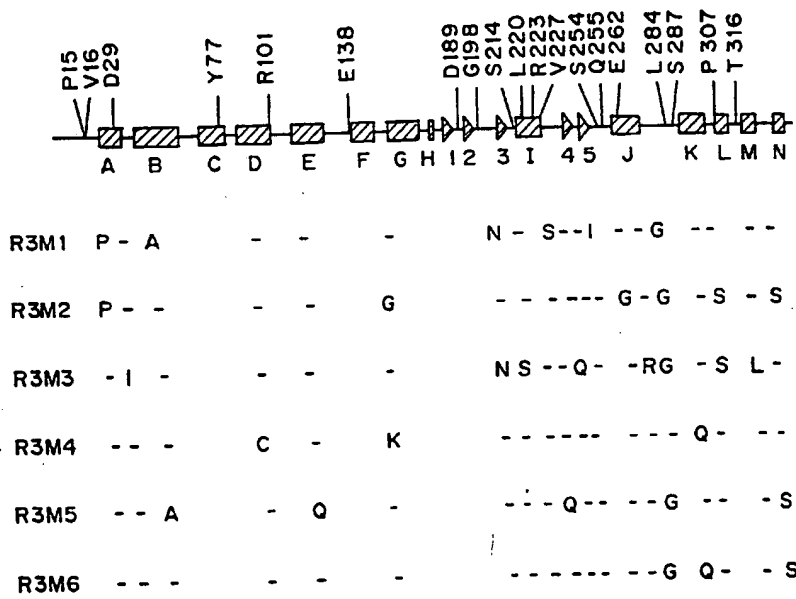 P15 V16 D29 Y77 R101 E138 D189 G198 S214 L220 R223 V227 S254 Q255 E262 L284 S287 P307 T316
A B C D E F G H 1 2 3 I 4 5 J K L M N
R3M1 P - A - - - N - S - - I - - G - - - -
R3M2 P - - - - G - - - - - - - G - G - S - S
R3M3 - I - - - - N S - - Q - - R G - S L -
R3M4 - - - C - K - - - - - - - - - Q - - -
R3M5 - - A - Q - - - - Q - - - - G - - - S
R3M6 - - - - - - - - - - - - - - G Q - - S